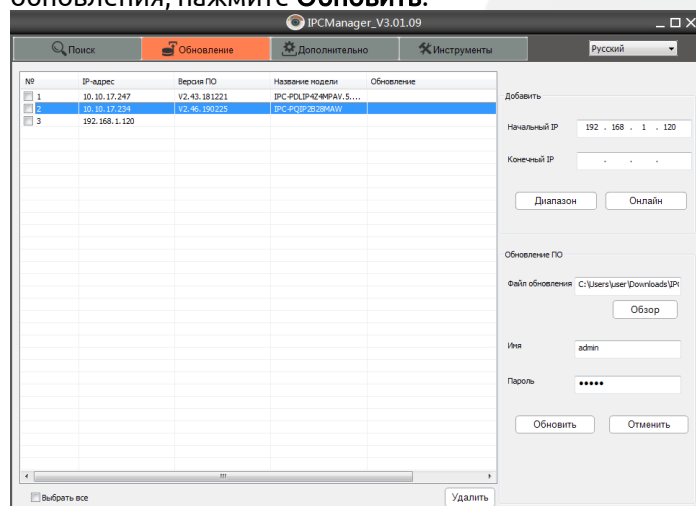 обновления, нажмите Обновить.
IPCManager_V3.01.09
Поиск Обновление Дополнительно Инструменты Русский
№ IP-адрес Версия ПО Название модели Обновление
1 10.10.17.247 V2.43.181221 IPC-PDLIP4Z4MPAV.5....
2 10.10.17.234 V2.46.190225 IPC-PQIP2B28MAW
3 192.168.1.120
Добавить
Начальный IP 192 . 168 . 1 . 120
Конечный IP . . .
Диапазон Онлайн
Обновление ПО
Файл обновления C:\Users\user\Downloads\IP
Обзор
Имя admin
Пароль •••••
Обновить Отменить
Выбрать все Удалить